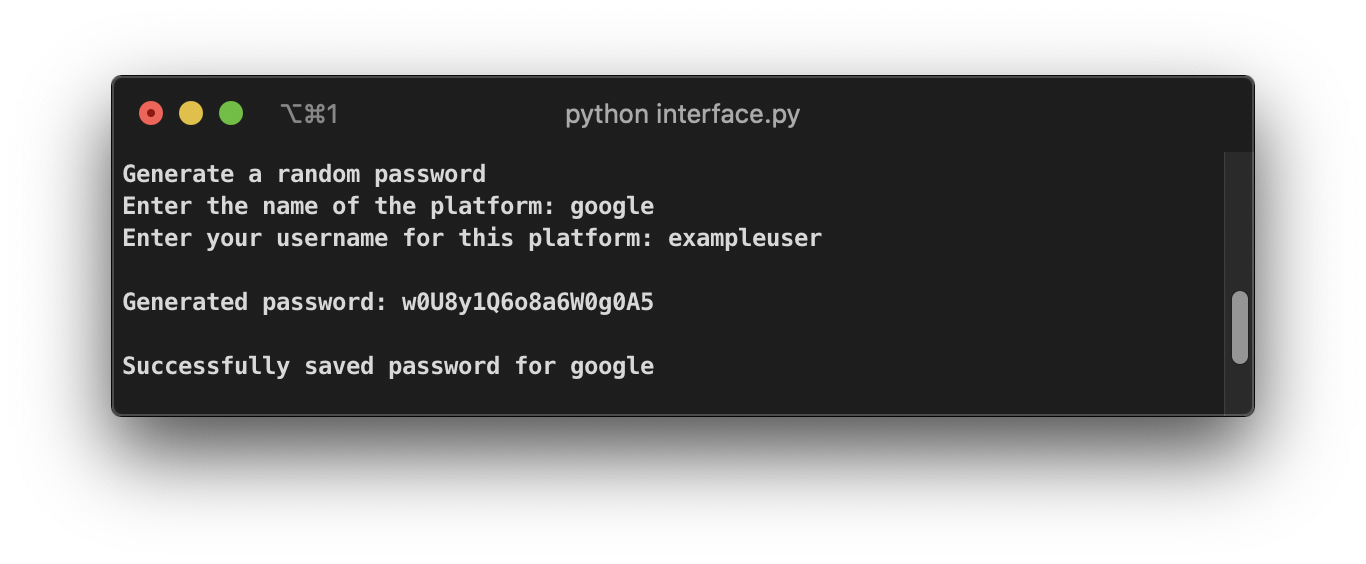 ⌥⌘1
python interface.py
Generate a random password
Enter the name of the platform: google
Enter your username for this platform: exampleuser
Generated password: w0U8y1Q6o8a6W0g0A5
Successfully saved password for google